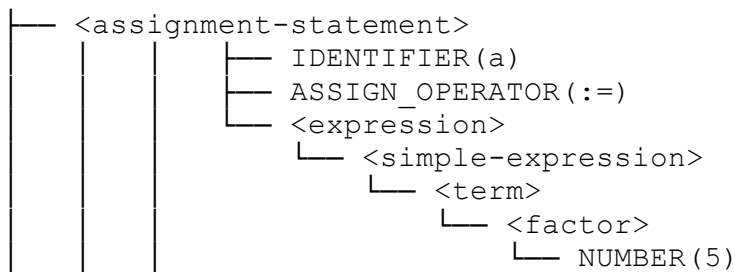 <assignment-statement>
IDENTIFIER(a)
ASSIGN_OPERATOR(:=)
<expression>
<simple-expression>
<term>
<factor>
NUMBER(5)